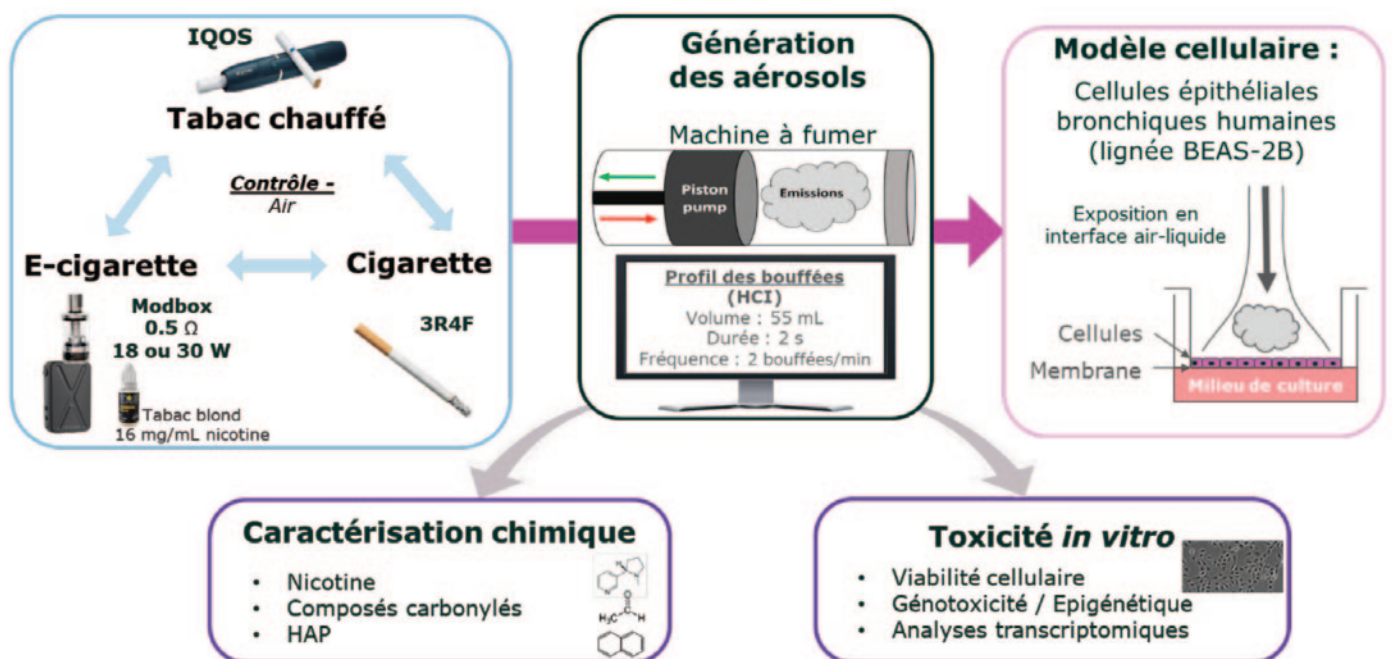 IQOS
Tabac chauffé
Contrôle -
Air
E-cigarette
Cigarette
Modbox
0.5 Ω
18 ou 30 W
3R4F
Tabac blond
16 mg/mL nicotine
Génération
des aérosols
Machine à fumer
Piston
pump
Emissions
Profil des bouffées
(HCI)
Volume : 55 mL
Durée : 2 s
Fréquence : 2 bouffées/min
Modèle cellulaire :
Cellules épithéliales
bronchiques humaines
(lignée BEAS-2B)
Exposition en
interface air-liquide
Cellules
Membrane
Milieu de culture
Caractérisation chimique
• Nicotine
• Composés carbonylés
• HAP
H₃C
O
H
Toxicité in vitro
• Viabilité cellulaire
• Génotoxicité / Epigénétique
• Analyses transcriptomiques